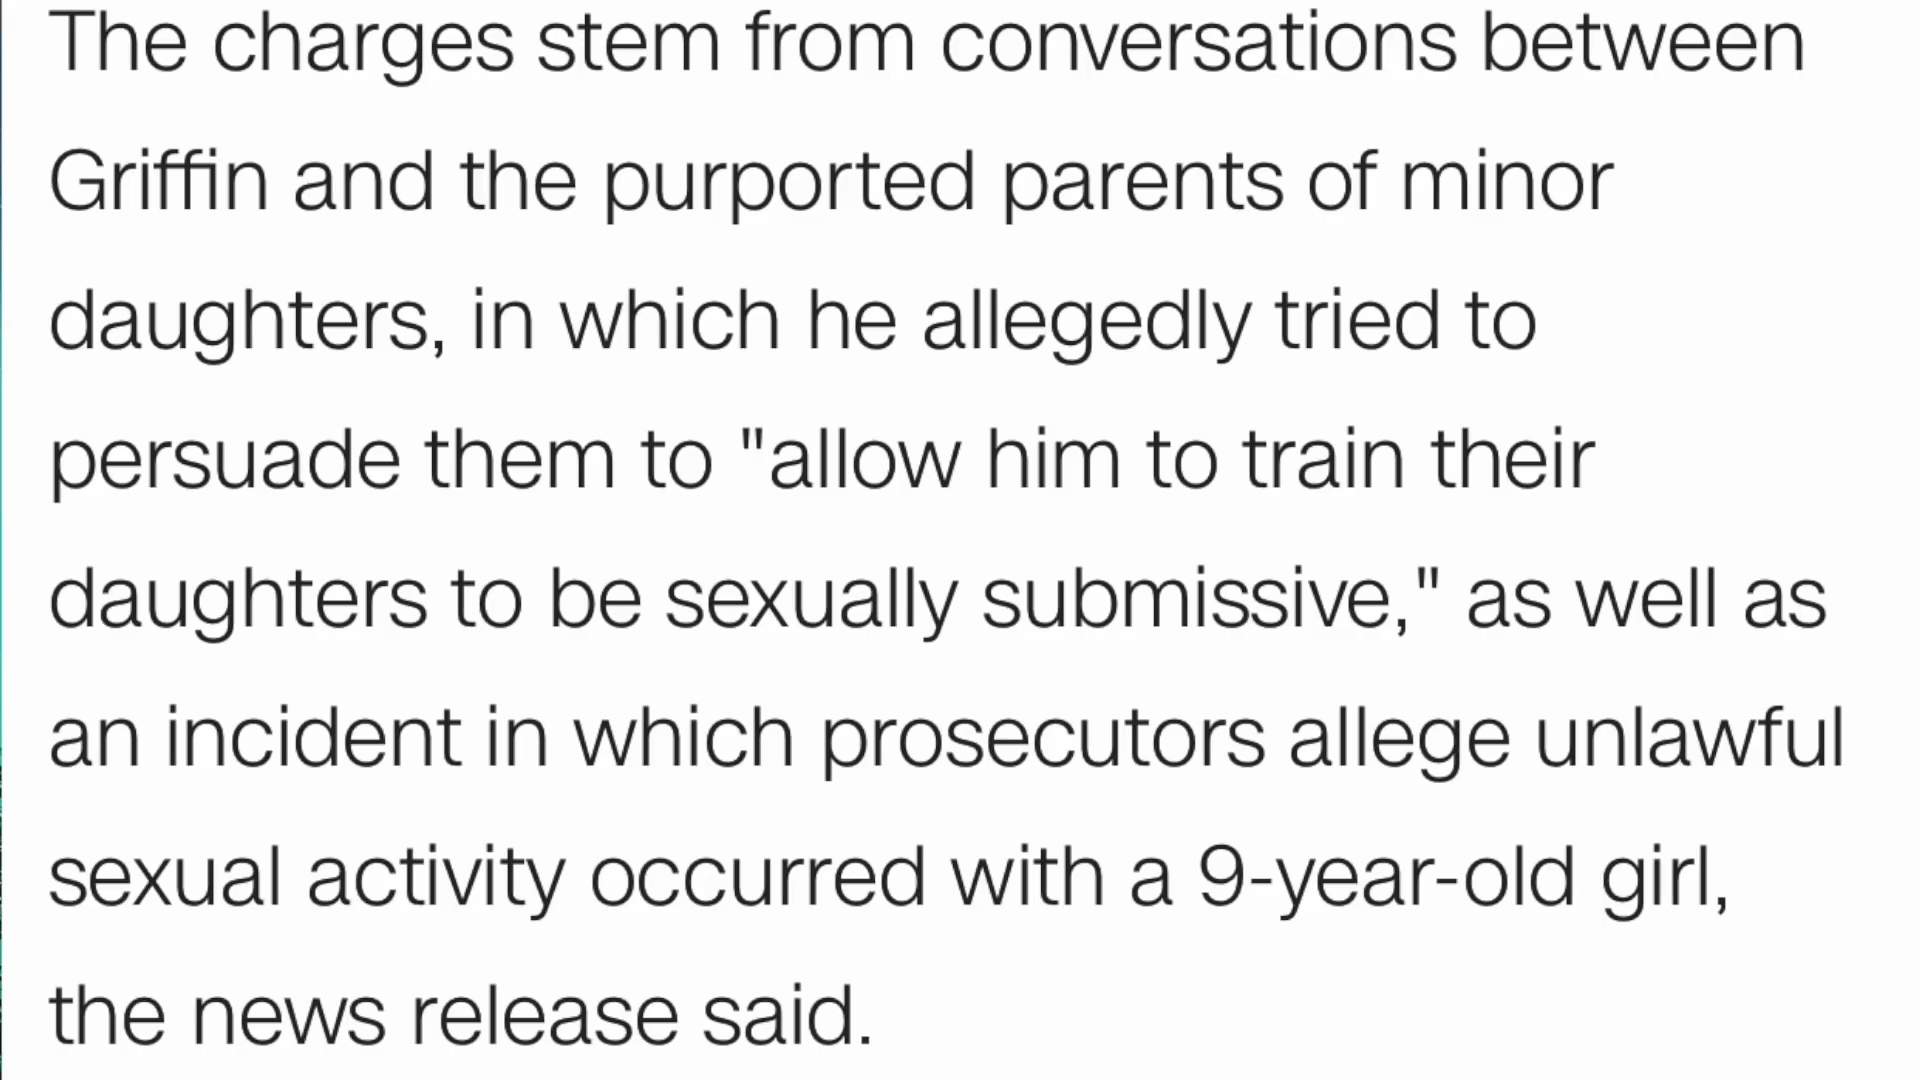 The charges stem from conversations between
Griffin and the purported parents of minor
daughters, in which he allegedly tried to
persuade them to "allow him to train their
daughters to be sexually submissive," as well as
an incident in which prosecutors allege unlawful
sexual activity occurred with a 9-year-old girl,
the news release said.